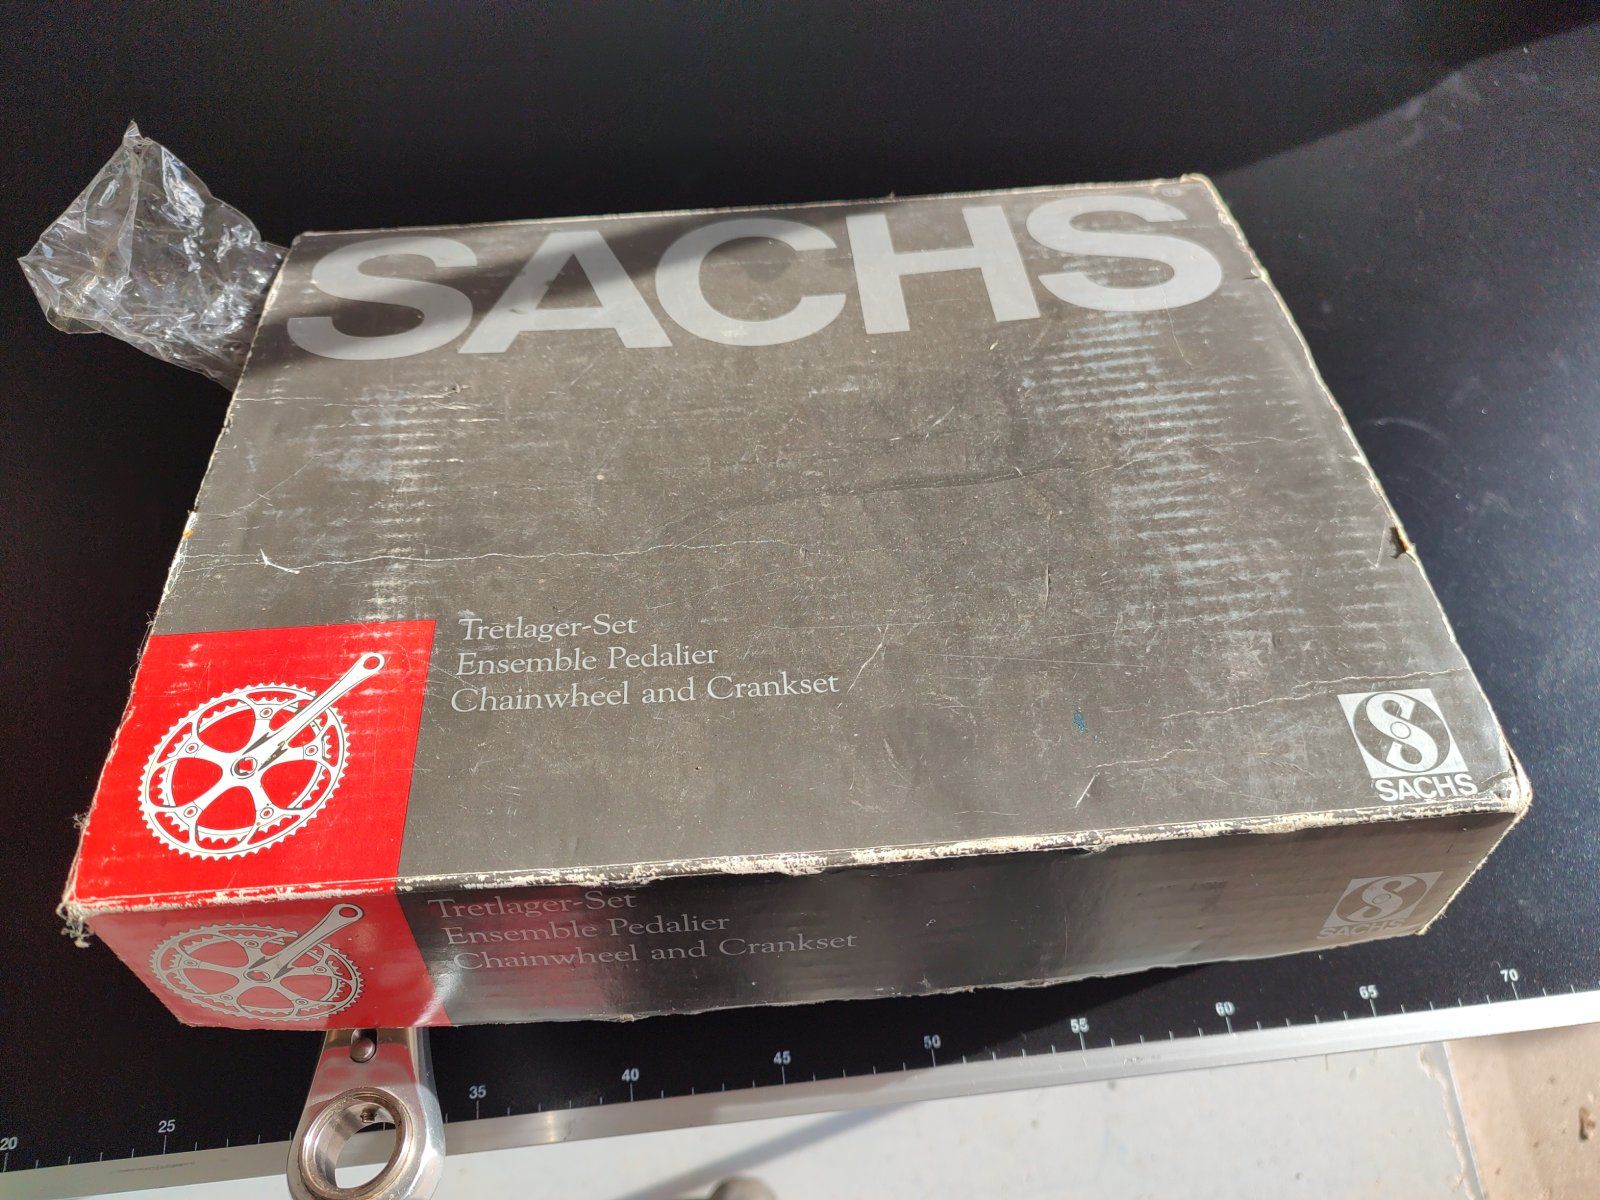 SACHS®
Tretlager-Set
Ensemble Pedalier
Chainwheel and Crankset
S
SACHS
Tretlager-Set
Ensemble Pedalier
Chainwheel and Crankset
S
SACHS
20 25 35 40 45 50 55 60 65 70